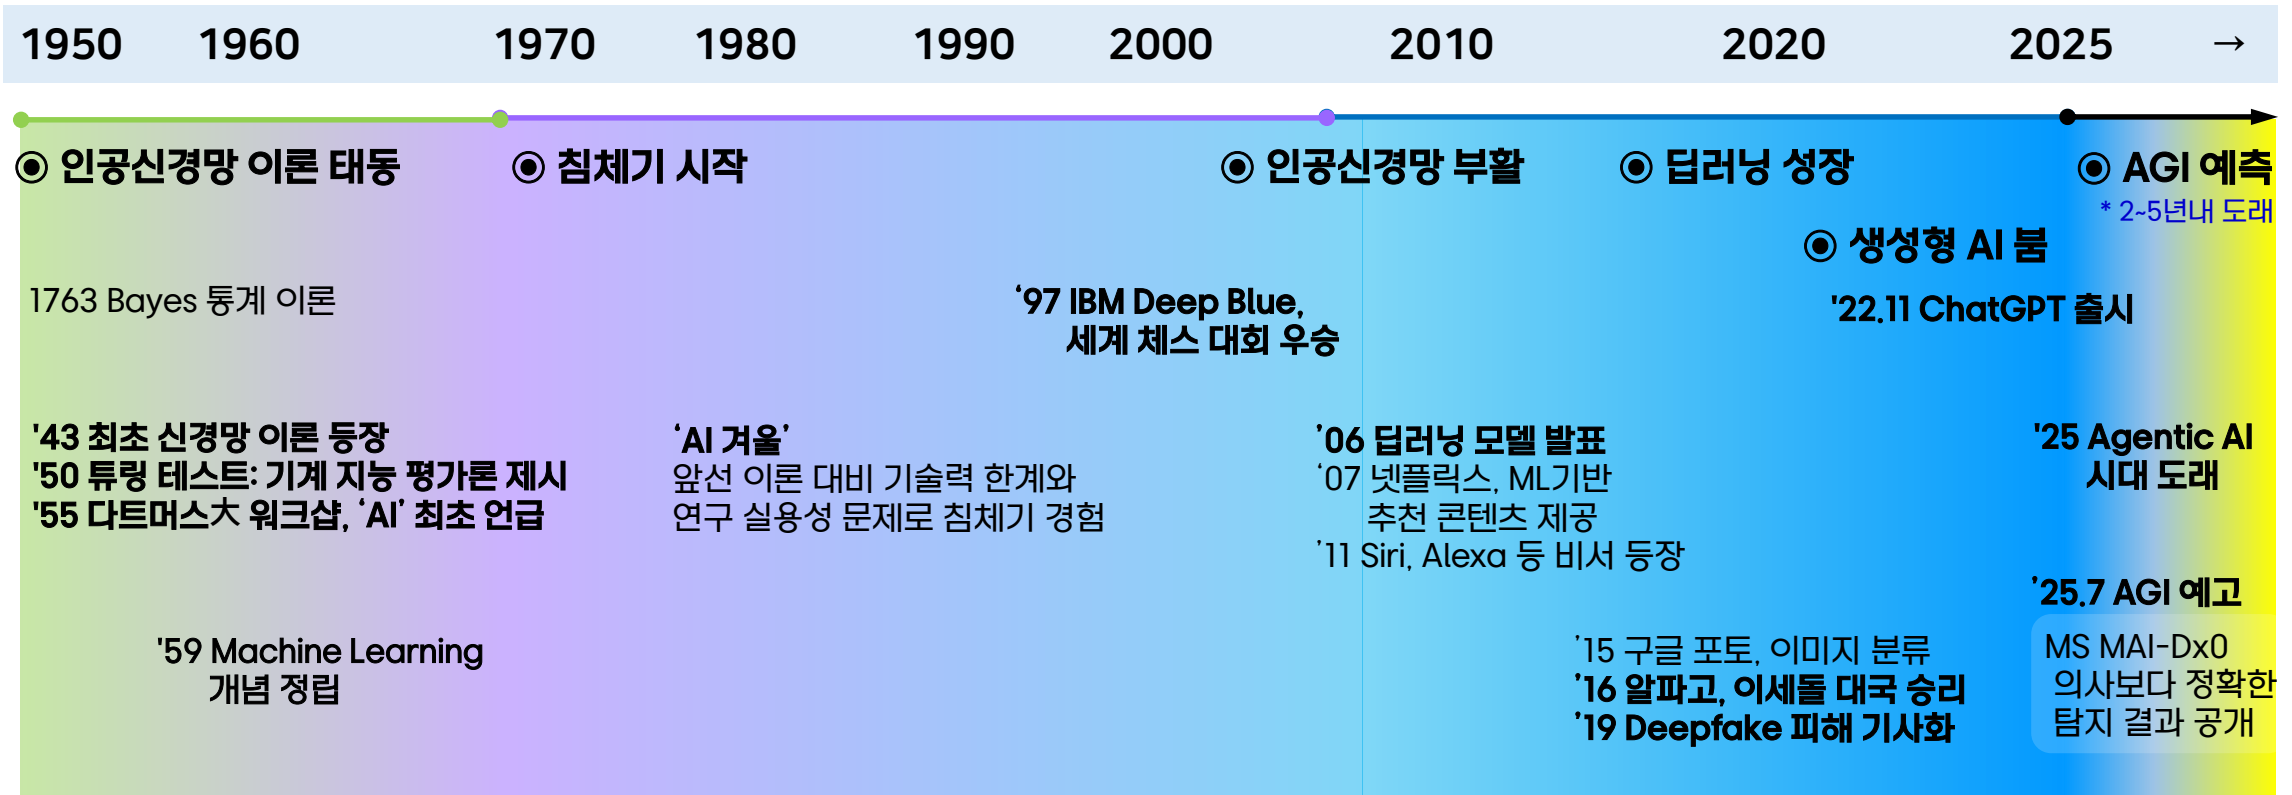 1950 1960 1970 1980 1990 2000 2010 2020 2025 →
◉ 인공신경망 이론 태동
◉ 침체기 시작
◉ 인공신경망 부활
◉ 딥러닝 성장
◉ AGI 예측
* 2~5년내 도래
◉ 생성형 AI 붐
1763 Bayes 통계 이론
‘97 IBM Deep Blue,
세계 체스 대회 우승
'22.11 ChatGPT 출시
'43 최초 신경망 이론 등장
'50 튜링 테스트: 기계 지능 평가론 제시
'55 다트머스大 워크샵, ‘AI’ 최초 언급
‘AI 겨울’
앞선 이론 대비 기술력 한계와
연구 실용성 문제로 침체기 경험
’06 딥러닝 모델 발표
‘07 넷플릭스, ML기반
추천 콘텐츠 제공
’11 Siri, Alexa 등 비서 등장
'25 Agentic AI
시대 도래
’25.7 AGI 예고
MS MAI-Dx0
의사보다 정확한
탐지 결과 공개
'59 Machine Learning
개념 정립
’15 구글 포토, 이미지 분류
’16 알파고, 이세돌 대국 승리
’19 Deepfake 피해 기사화